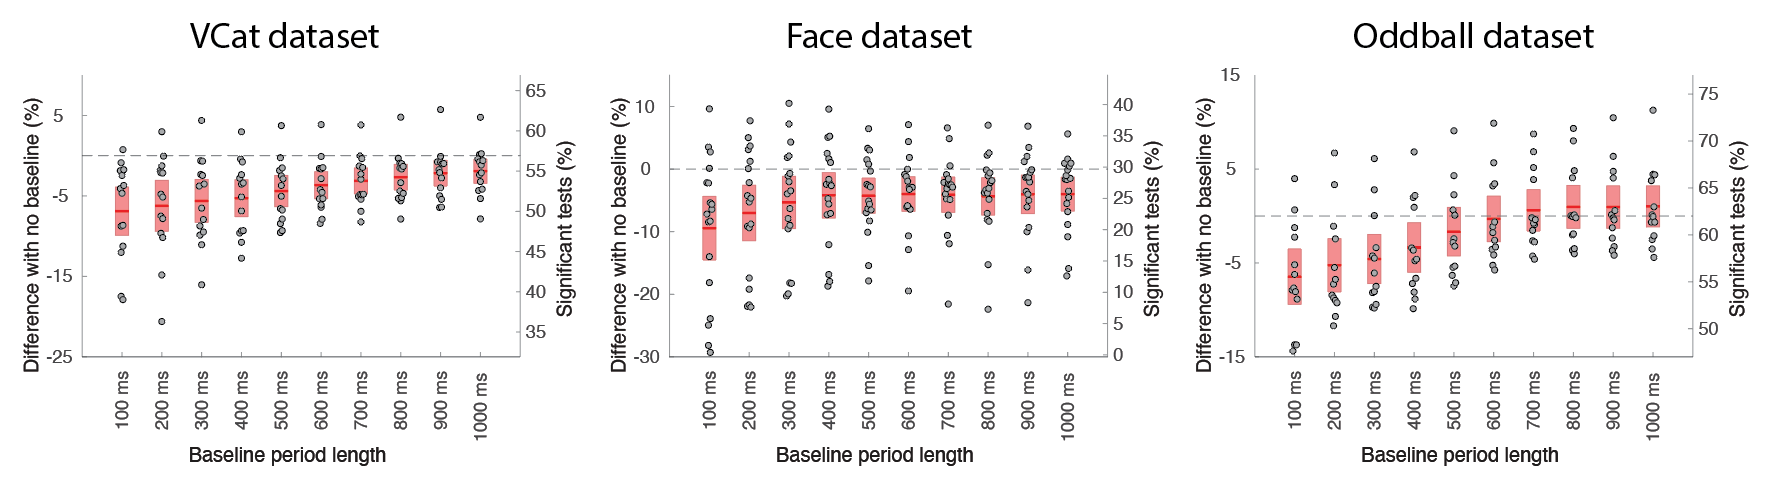 VCat dataset
Difference with no baseline (%)
5
-5
-15
-25
65
60
55
50
45
40
35
Significant tests (%)
100 ms
200 ms
300 ms
400 ms
500 ms
600 ms
700 ms
800 ms
900 ms
1000 ms
Baseline period length
Face dataset
Difference with no baseline (%)
10
0
-10
-20
-30
40
35
30
25
20
15
10
5
0
Significant tests (%)
100 ms
200 ms
300 ms
400 ms
500 ms
600 ms
700 ms
800 ms
900 ms
1000 ms
Baseline period length
Oddball dataset
Difference with no baseline (%)
15
5
-5
-15
75
70
65
60
55
50
Significant tests (%)
100 ms
200 ms
300 ms
400 ms
500 ms
600 ms
700 ms
800 ms
900 ms
1000 ms
Baseline period length